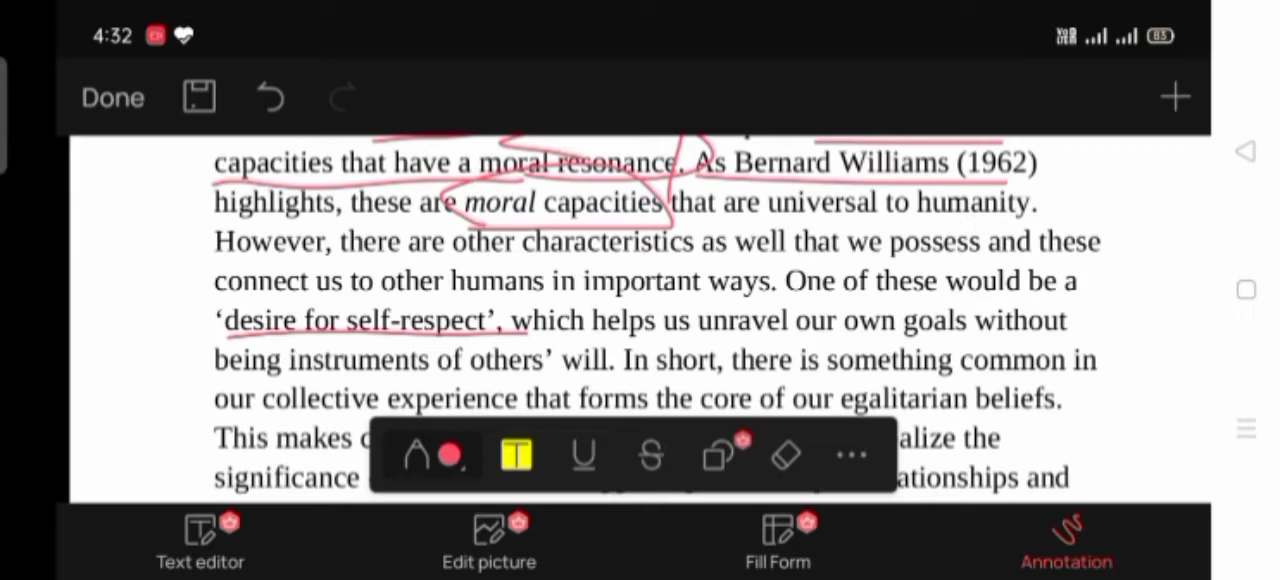 4:32
Vo LTE
83
Done
capacities that have a moral resonance. As Bernard Williams (1962)
highlights, these are moral capacities that are universal to humanity.
However, there are other characteristics as well that we possess and these
connect us to other humans in important ways. One of these would be a
‘desire for self-respect’, which helps us unravel our own goals without
being instruments of others’ will. In short, there is something common in
our collective experience that forms the core of our egalitarian beliefs.
This makes alize the
significance ationships and
T U S
Text editor
Edit picture
Fill Form
Annotation